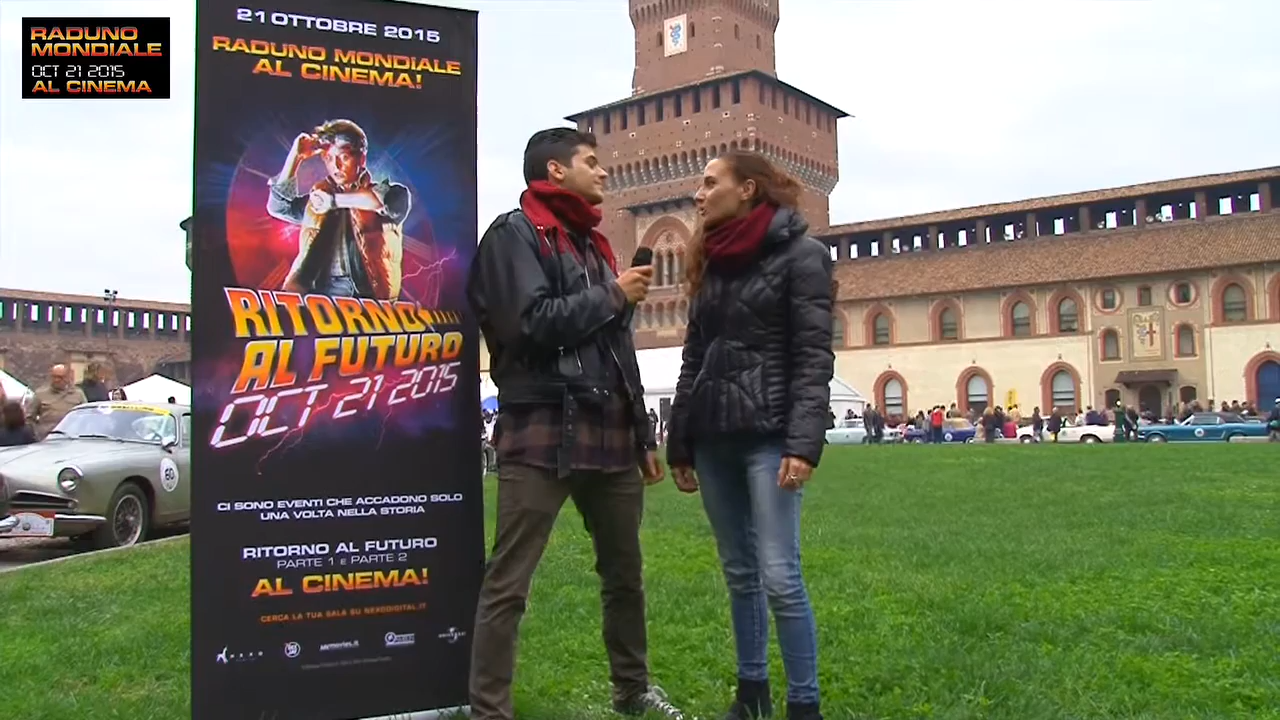 RADUNO
MONDIALE
OCT 21 2015
AL CINEMA
21 OTTOBRE 2015
RADUNO MONDIALE
AL CINEMA!
RITORNO
AL FUTURO
OCT 21 2015
CI SONO EVENTI CHE ACCADONO SOLO
UNA VOLTA NELLA STORIA
RITORNO AL FUTURO
PARTE 1 E PARTE 2
AL CINEMA!
CERCA LA TUA SALA SU NEXODIGITAL.IT
60